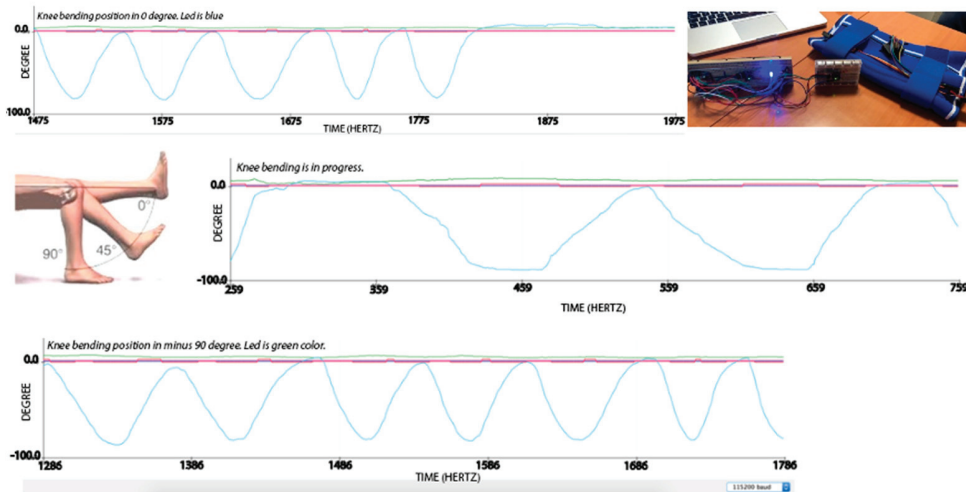 Knee bending position in 0 degree. Led is blue
0.0
DEGREE
-100.0
1475 1575 1675 1775 1875 1975
TIME (HERTZ)
Knee bending is in progress.
0.0
DEGREE
-100.0
259 359 459 559 659 759
TIME (HERTZ)
0°
45°
90°
Knee bending position in minus 90 degree. Led is green color.
0.0
DEGREE
-100.0
1286 1386 1486 1586 1686 1786
TIME (HERTZ)
115200 baud